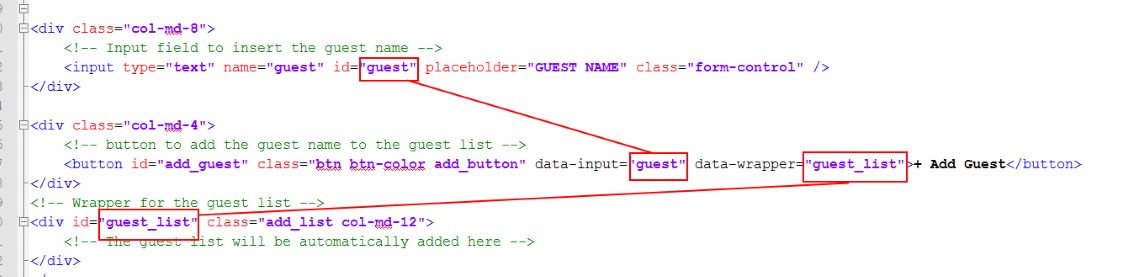 <div class="col-md-8">
<!-- Input field to insert the guest name -->
<input type="text" name="guest" id="guest" placeholder="GUEST NAME" class="form-control" />
</div>
<div class="col-md-4">
<!-- button to add the guest name to the guest list -->
<button id="add_guest" class="btn btn-color add_button" data-input="guest" data-wrapper="guest_list">+ Add Guest</button>
</div>
<!-- Wrapper for the guest list -->
<div id="guest_list" class="add_list col-md-12">
<!-- The guest list will be automatically added here -->
</div>